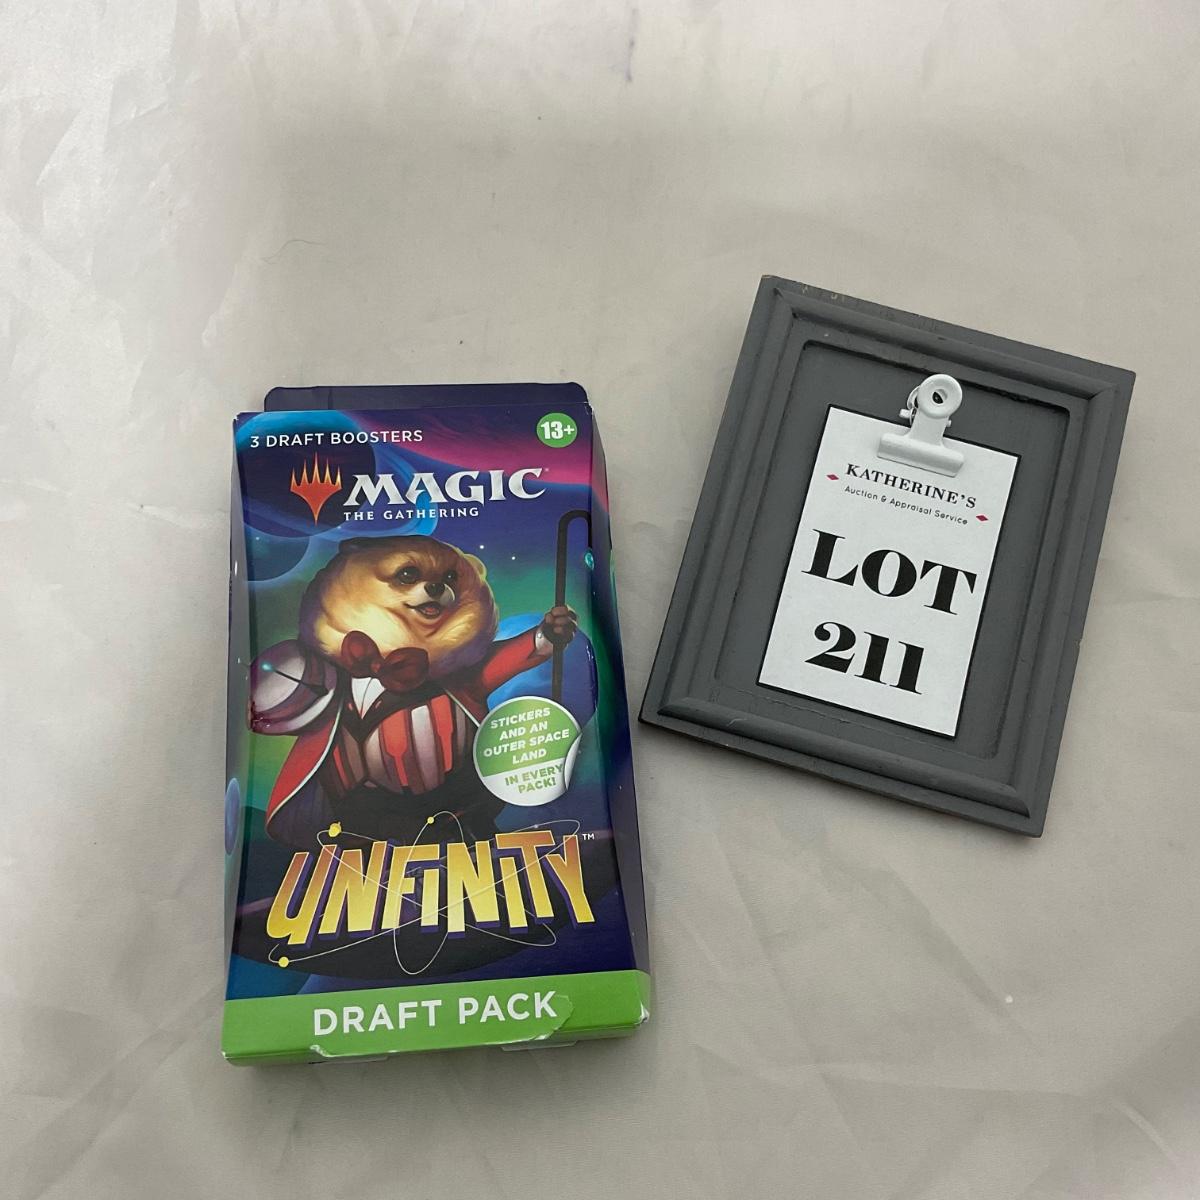 3 DRAFT BOOSTERS
13+
MAGIC
THE GATHERING
STICKERS
AND AN
OUTER SPACE
LAND
IN EVERY
PACK!
UNFINITY™
DRAFT PACK
KATHERINE'S
Auction & Appraisal Service
LOT
211